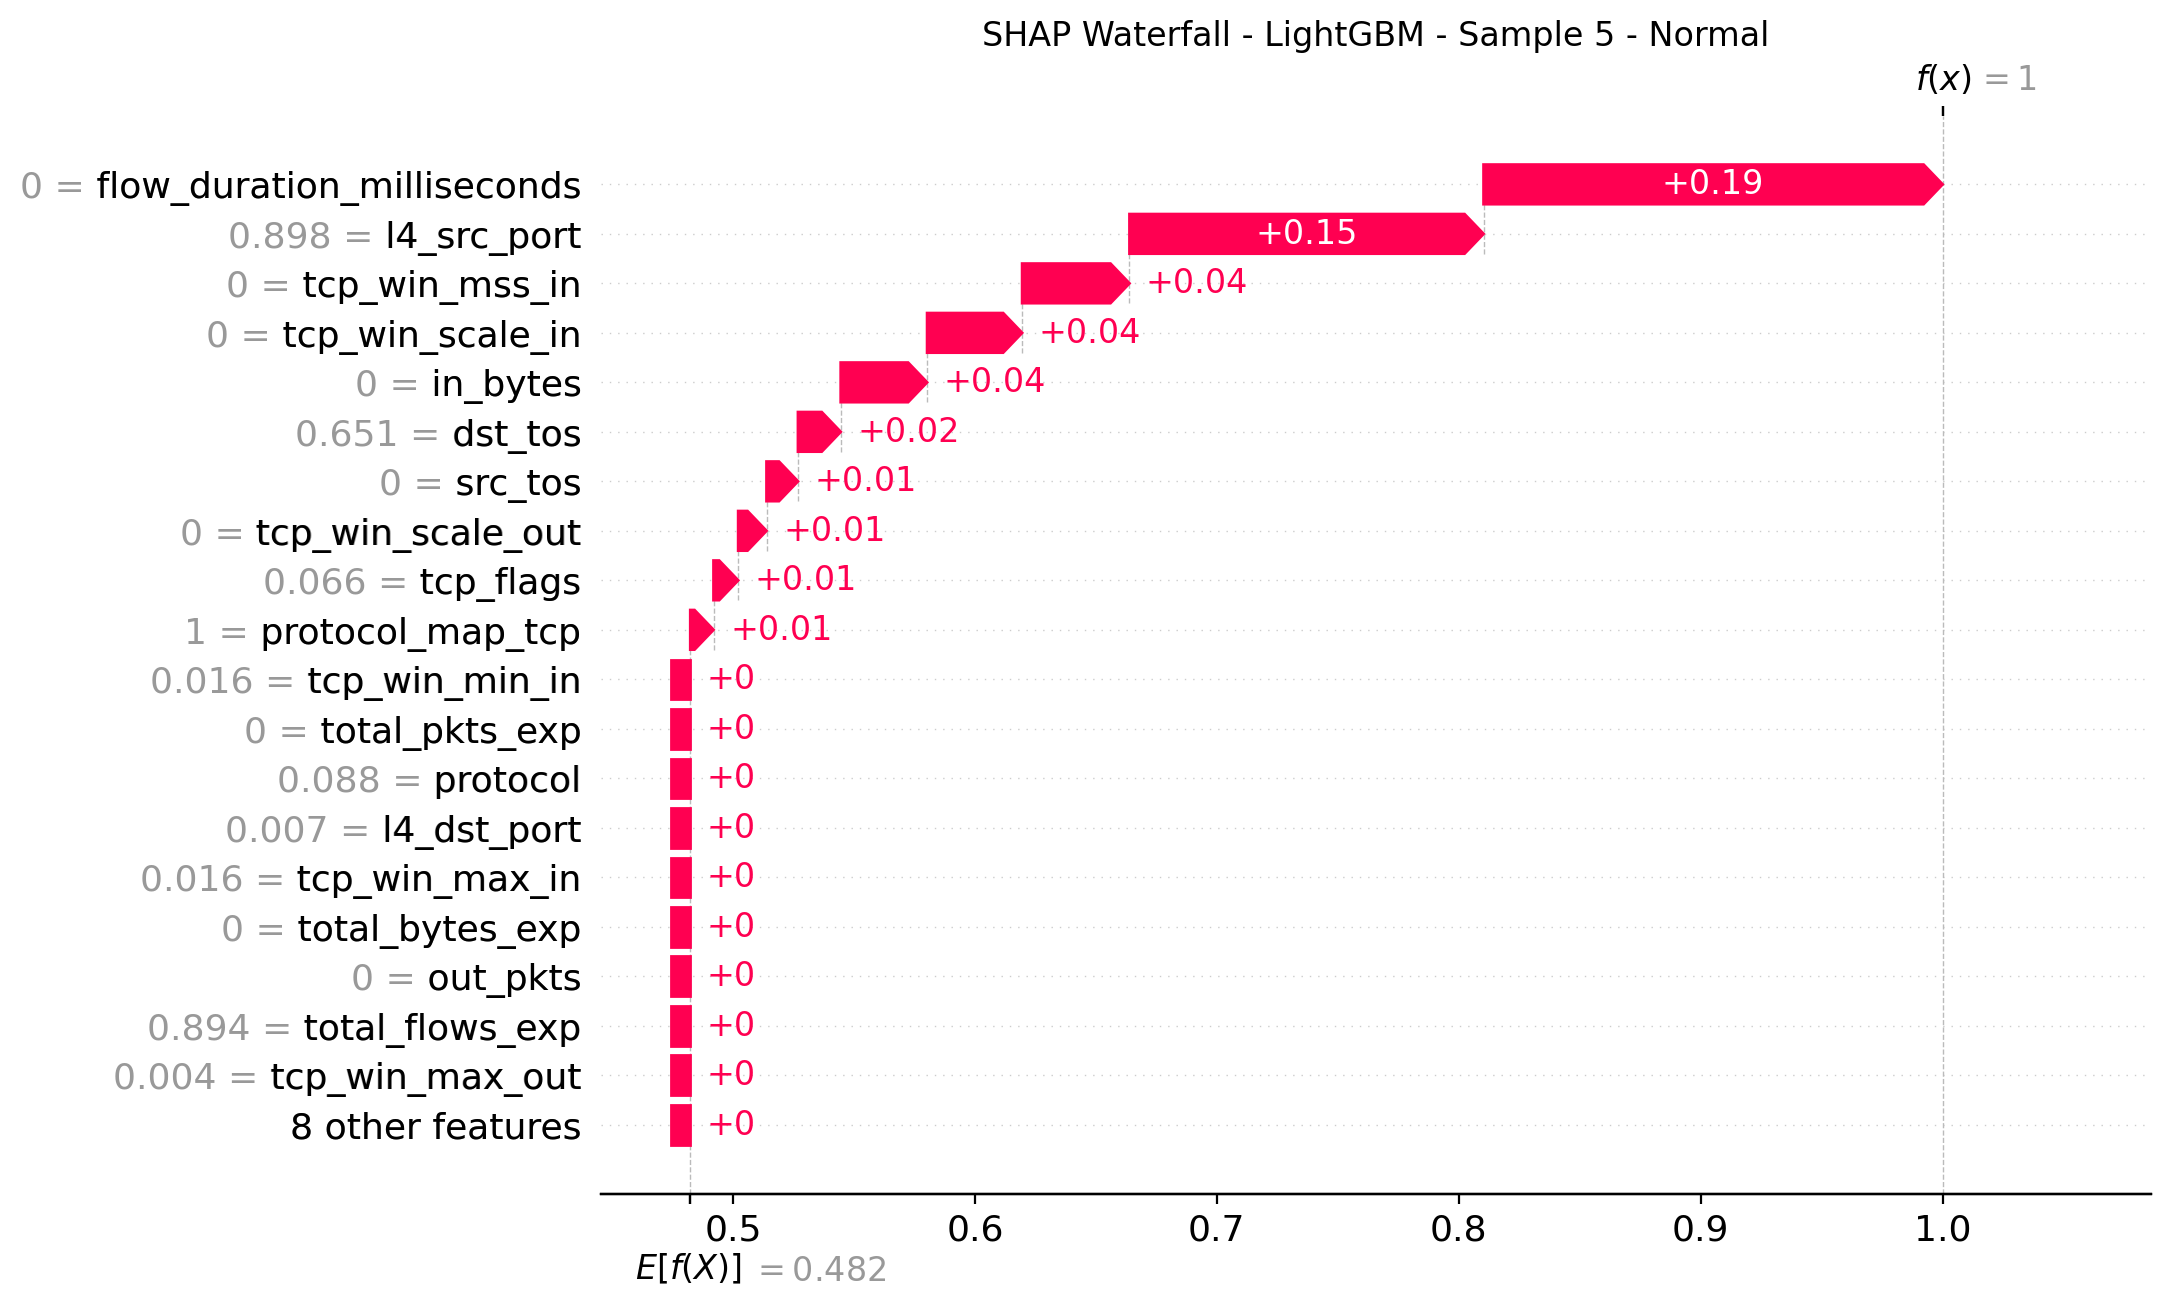 SHAP Waterfall - LightGBM - Sample 5 - Normal
f(x) = 1
0 = flow_duration_milliseconds +0.19
0.898 = l4_src_port +0.15
0 = tcp_win_mss_in +0.04
0 = tcp_win_scale_in +0.04
0 = in_bytes +0.04
0.651 = dst_tos +0.02
0 = src_tos +0.01
0 = tcp_win_scale_out +0.01
0.066 = tcp_flags +0.01
1 = protocol_map_tcp +0.01
0.016 = tcp_win_min_in +0
0 = total_pkts_exp +0
0.088 = protocol +0
0.007 = l4_dst_port +0
0.016 = tcp_win_max_in +0
0 = total_bytes_exp +0
0 = out_pkts +0
0.894 = total_flows_exp +0
0.004 = tcp_win_max_out +0
8 other features +0
0.5 0.6 0.7 0.8 0.9 1.0
E[f(X)] = 0.482